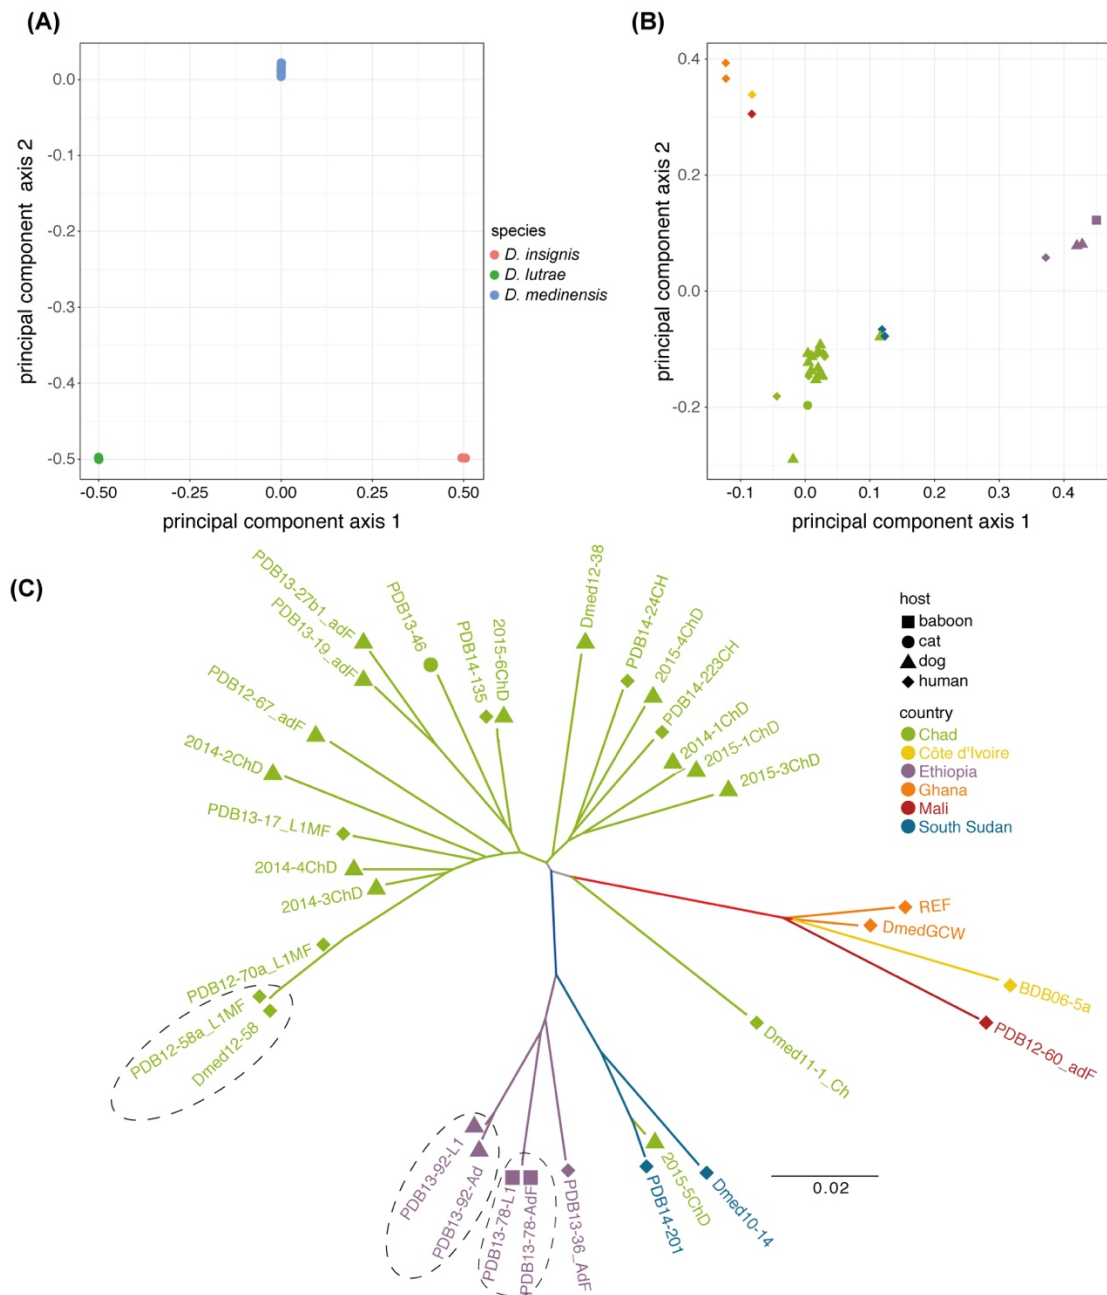 (A)
0.0
-0.1
-0.2
-0.3
-0.4
-0.5
principal component axis 2
-0.50
-0.25
0.00
0.25
0.50
principal component axis 1
species
D. insignis
D. lutrae
D. medinensis
(B)
0.4
0.2
0.0
-0.2
principal component axis 2
-0.1
0.0
0.1
0.2
0.3
0.4
principal component axis 1
(C)
PDB13-27b1_adF
PDB13-19_adF
PDB13-46
PDB14-135
2015-6ChD
Dmed12-38
PDB14-24CH
2015-4ChD
PDB14-223CH
2014-1ChD
2015-1ChD
2015-3ChD
PDB12-67_adF
2014-2ChD
PDB13-17_L1MF
2014-4ChD
2014-3ChD
PDB12-70a_L1MF
PDB12-58a_L1MF
Dmed12-58
PDB13-92-L1
PDB13-92-Ad
PDB13-78-L1
PDB13-78-AdF
PDB13-36_AdF
PDB14-201
2015-5ChD
Dmed10-14
Dmed11-1_Ch
REF
DmedGCW
BDB06-5a
PDB12-60_adF
host
baboon
cat
dog
human
country
Chad
Côte d'Ivoire
Ethiopia
Ghana
Mali
South Sudan
0.02